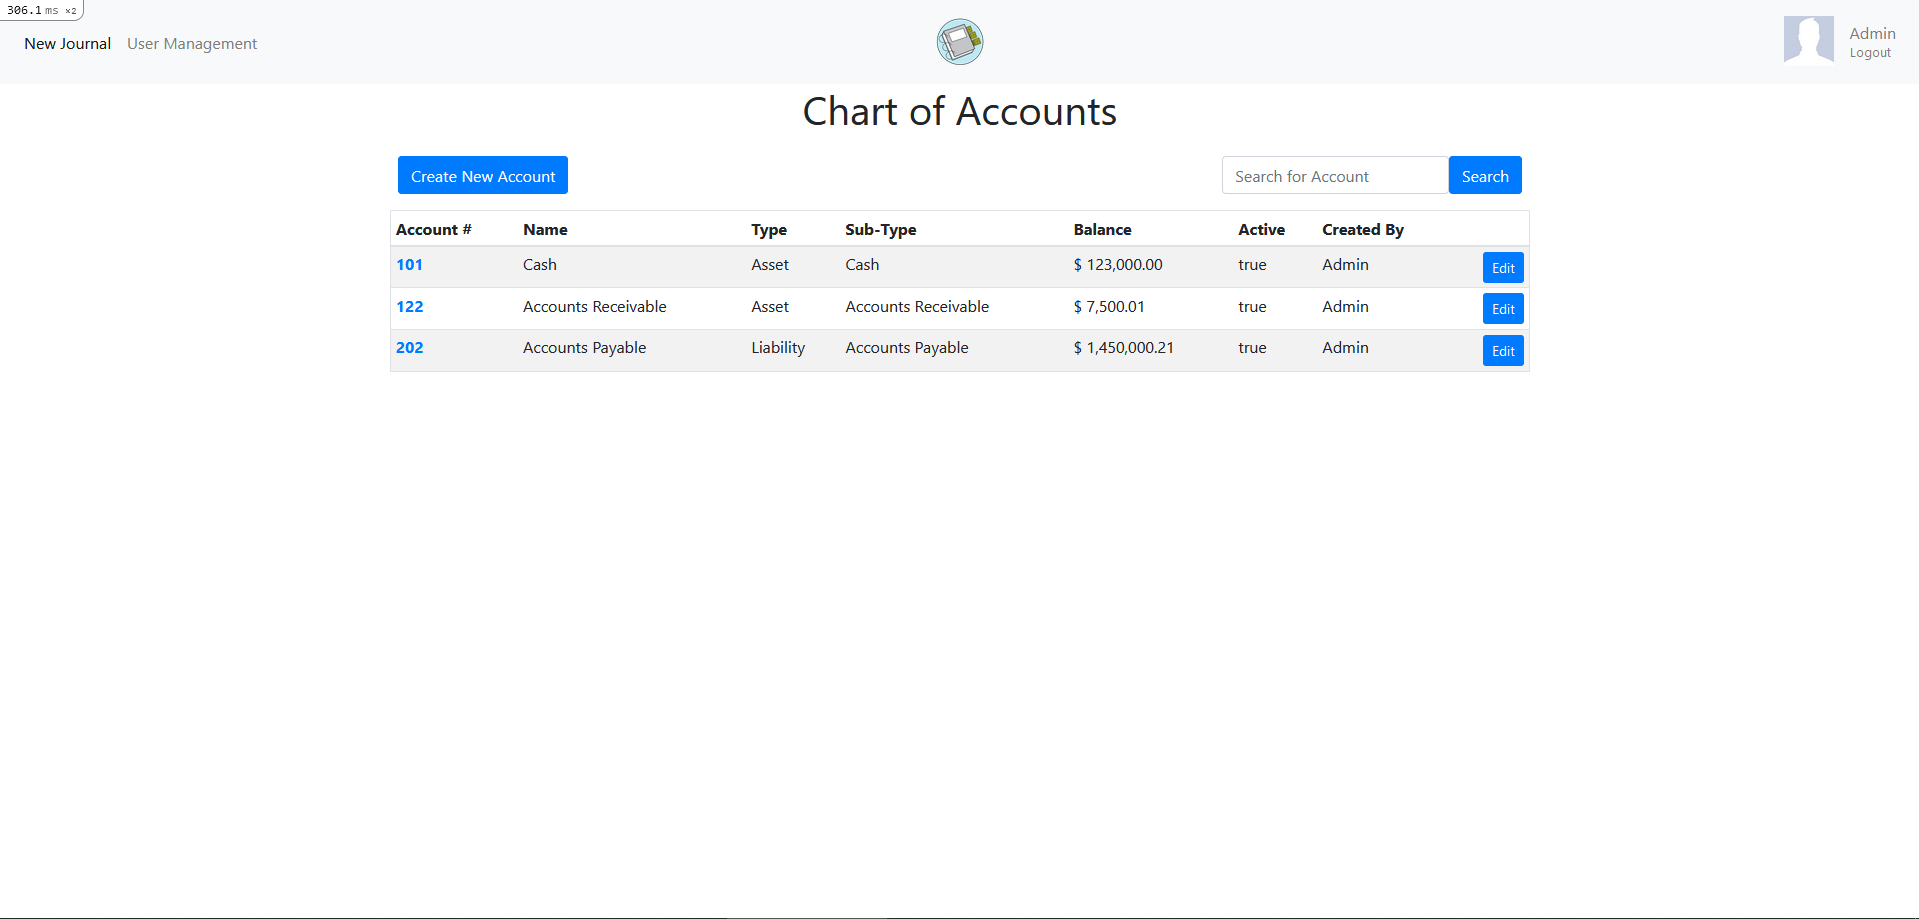 306.1 ms ×2
New Journal User Management
Admin
Logout
Chart of Accounts
Create New Account Search for Account Search
Account # Name Type Sub-Type Balance Active Created By
101 Cash Asset Cash $ 123,000.00 true Admin Edit
122 Accounts Receivable Asset Accounts Receivable $ 7,500.01 true Admin Edit
202 Accounts Payable Liability Accounts Payable $ 1,450,000.21 true Admin Edit